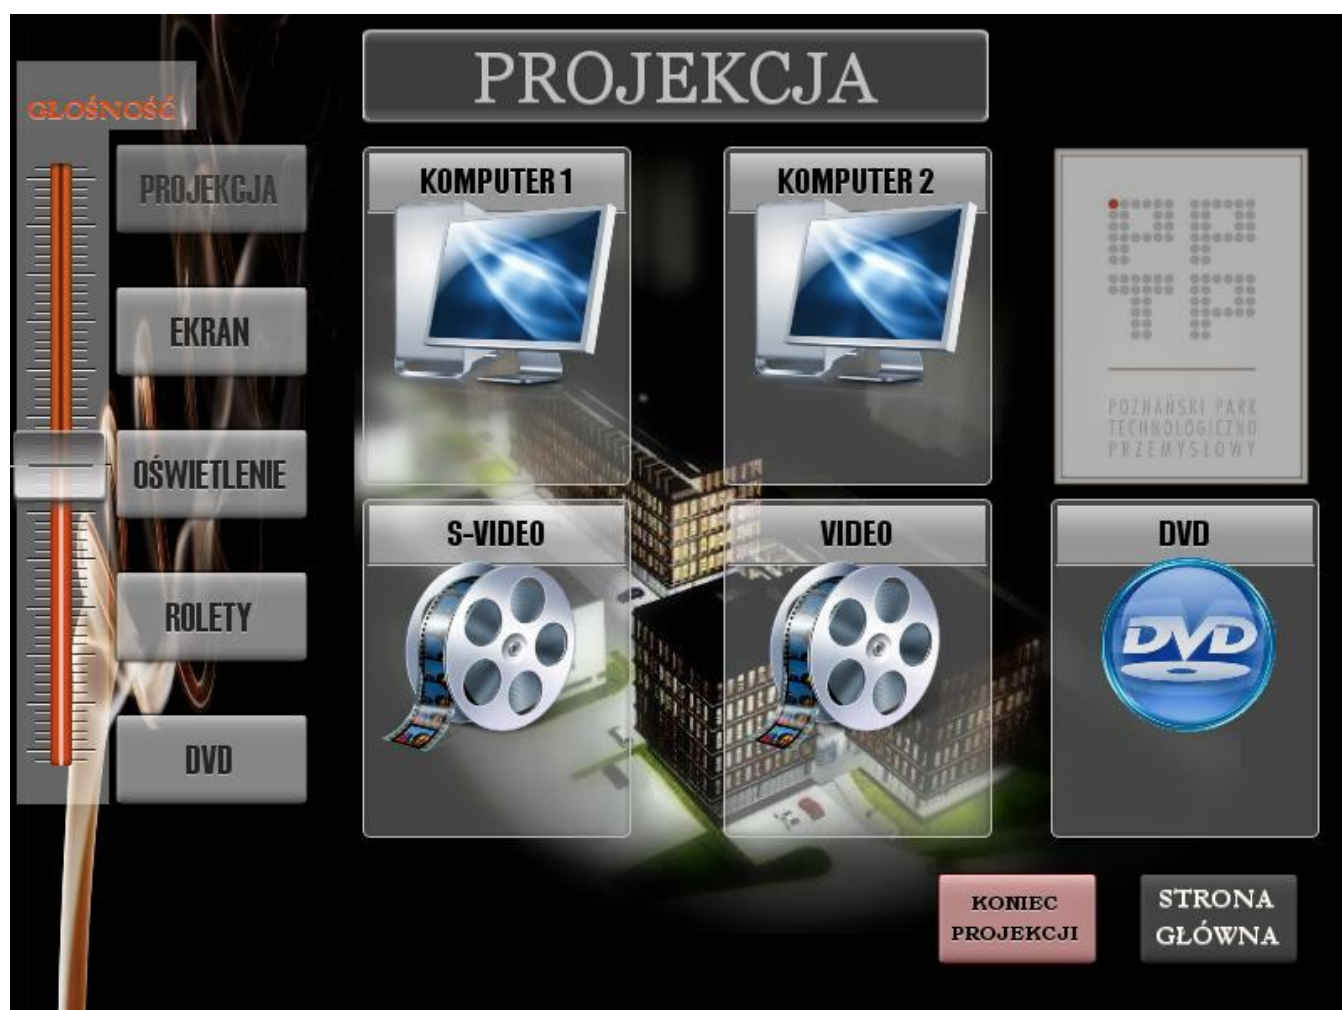 PROJEKCJA
GŁOŚNOŚĆ
PROJEKCJA
EKRAN
OŚWIETLENIE
ROLETY
DVD
KOMPUTER 1
KOMPUTER 2
PPTP
POZNAŃSKI PARK
TECHNOLOGICZNO
PRZEMYSŁOWY
S-VIDEO
VIDEO
DVD
DVD
KONIEC
PROJEKCJI
STRONA
GŁÓWNA